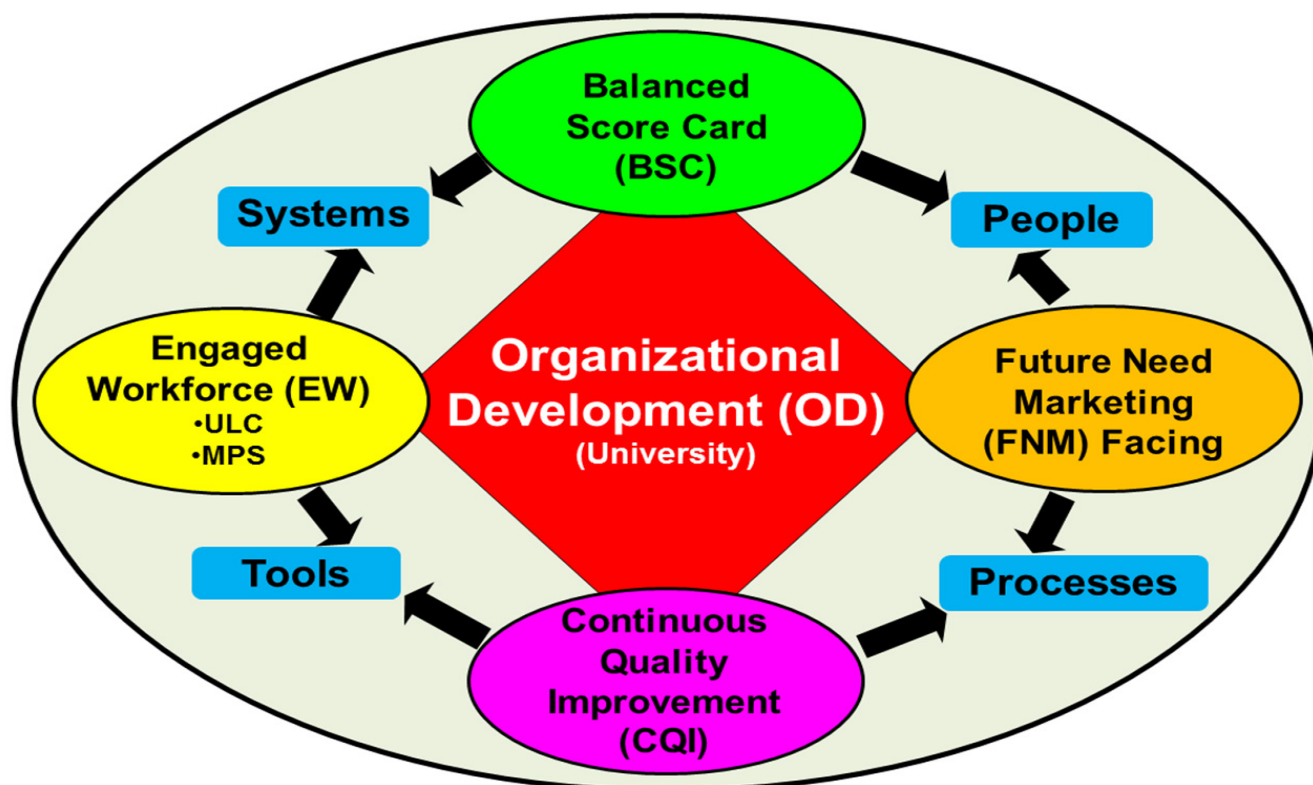 Balanced
Score Card
(BSC)
Systems
People
Engaged
Workforce (EW)
•ULC
•MPS
Organizational
Development (OD)
(University)
Future Need
Marketing
(FNM) Facing
Tools
Processes
Continuous
Quality
Improvement
(CQI)